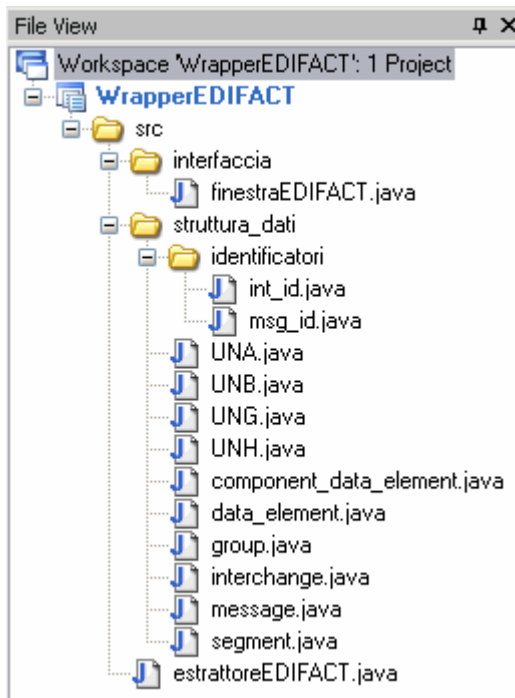 File View
Workspace 'WrapperEDIFACT': 1 Project
WrapperEDIFACT
src
interfaccia
finestraEDIFACT.java
struttura_dati
identificatori
int_id.java
msg_id.java
UNA.java
UNB.java
UNG.java
UNH.java
component_data_element.java
data_element.java
group.java
interchange.java
message.java
segment.java
estrattoreEDIFACT.java